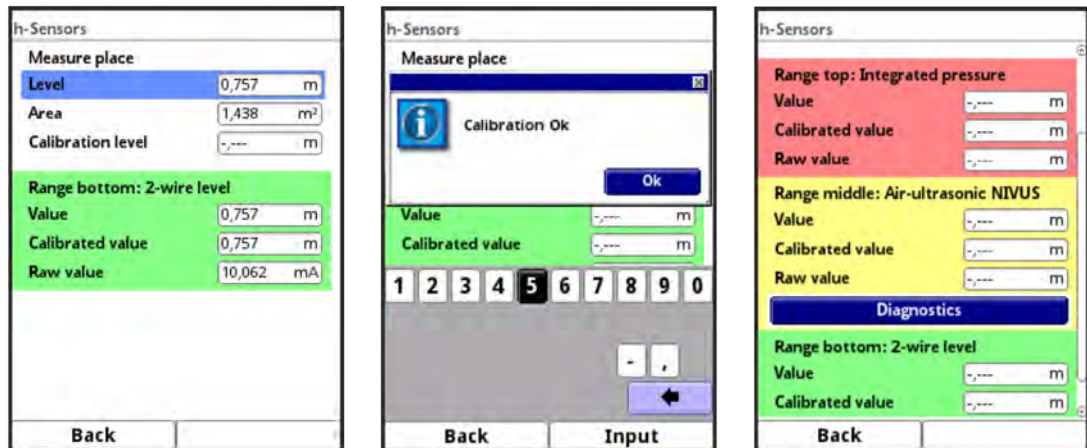 h-Sensors
Measure place
Level 0,757 m
Area 1,438 m²
Calibration level -,--- m
Range bottom: 2-wire level
Value 0,757 m
Calibrated value 0,757 m
Raw value 10,062 mA
Back
h-Sensors
Measure place
Calibration Ok
Ok
Value -,--- m
Calibrated value -,--- m
1 2 3 4 5 6 7 8 9 0
- ,
Back Input
h-Sensors
Range top: Integrated pressure
Value -,--- m
Calibrated value -,--- m
Raw value -,--- m
Range middle: Air-ultrasonic NIVUS
Value -,--- m
Calibrated value -,--- m
Raw value -,--- m
Diagnostics
Range bottom: 2-wire level
Value -,--- m
Calibrated value -,--- m
Back